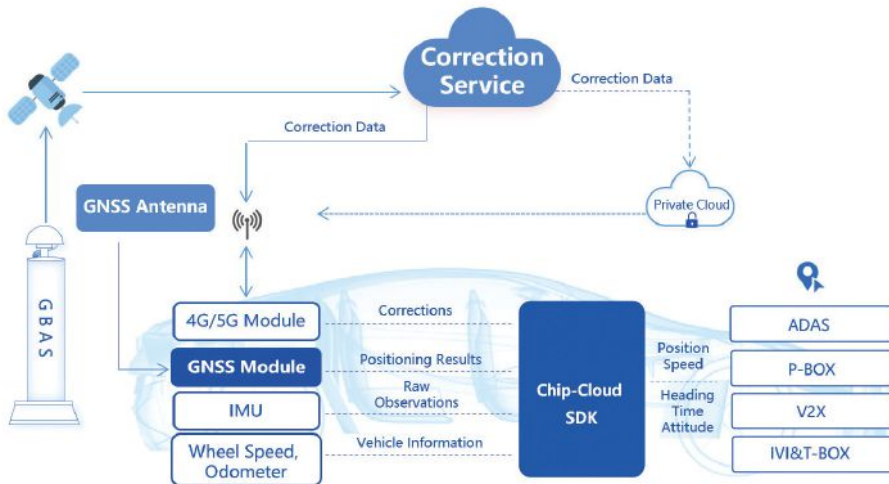 Correction
Service
Correction Data
Correction Data
GNSS Antenna
Private Cloud
GBAS
4G/5G Module
Corrections
ADAS
GNSS Module
Positioning Results
Position
Speed
P-BOX
Raw
Observations
Chip-Cloud
SDK
IMU
Heading
Time
Attitude
V2X
Wheel Speed,
Odometer
Vehicle Information
IVI&T-BOX